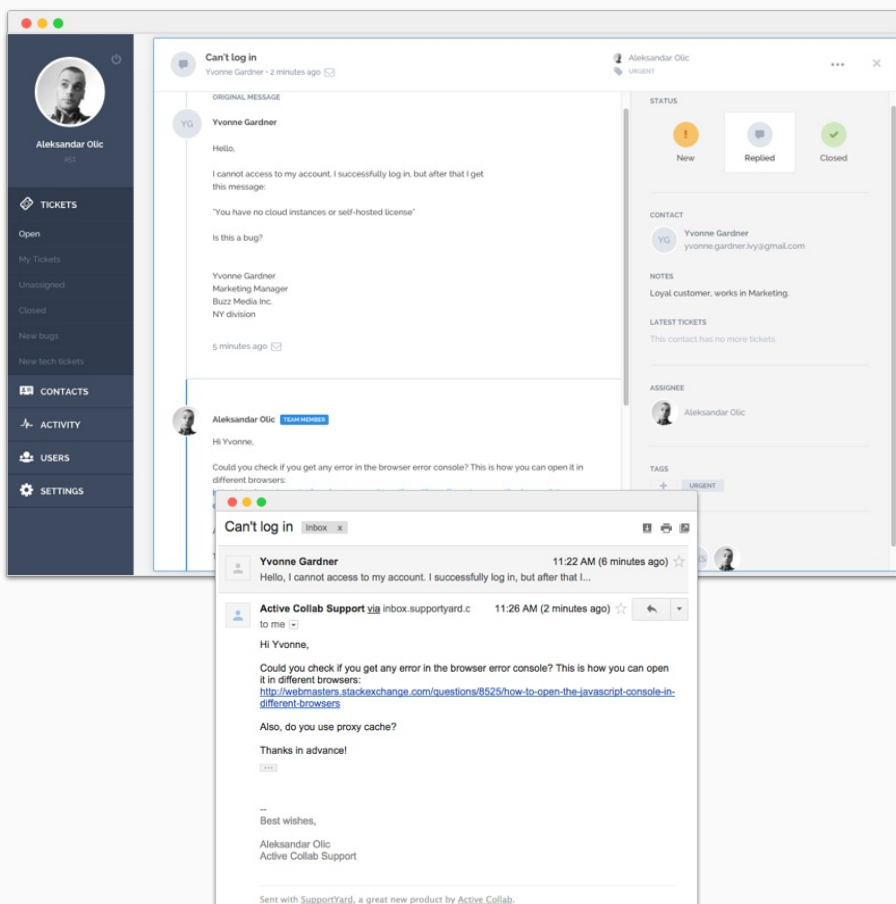 Can't log in
Yvonne Gardner • 2 minutes ago
Aleksandar Olic
URGENT
Aleksandar Olic
251
TICKETS
Open
My Tickets
Unassigned
Closed
New bugs
New tech tickets
CONTACTS
ACTIVITY
USERS
SETTINGS
ORIGINAL MESSAGE
YG
Yvonne Gardner
Hello,
I cannot access to my account. I successfully log in, but after that I get
this message:
"You have no cloud instances or self-hosted license"
Is this a bug?
Yvonne Gardner
Marketing Manager
Buzz Media Inc.
NY division
5 minutes ago
Aleksandar Olic TEAM MEMBER
Hi Yvonne,
Could you check if you get any error in the browser error console? This is how you can open it in
different browsers:
STATUS
New
Replied
Closed
CONTACT
YG
Yvonne Gardner
yvonne.gardner.ivy@gmail.com
NOTES
Loyal customer, works in Marketing.
LATEST TICKETS
This contact has no more tickets.
ASSIGNEE
Aleksandar Olic
TAGS
+ URGENT
Can't log in Inbox x
Yvonne Gardner 11:22 AM (6 minutes ago)
Hello, I cannot access to my account. I successfully log in, but after that I...
Active Collab Support via inbox.supportyard.c 11:26 AM (2 minutes ago)
to me
Hi Yvonne,
Could you check if you get any error in the browser error console? This is how you can open
it in different browsers:
http://webmasters.stackexchange.com/questions/8525/how-to-open-the-javascript-console-in-
different-browsers
Also, do you use proxy cache?
Thanks in advance!
...
--
Best wishes,
Aleksandar Olic
Active Collab Support
Sent with SupportYard, a great new product by Active Collab.